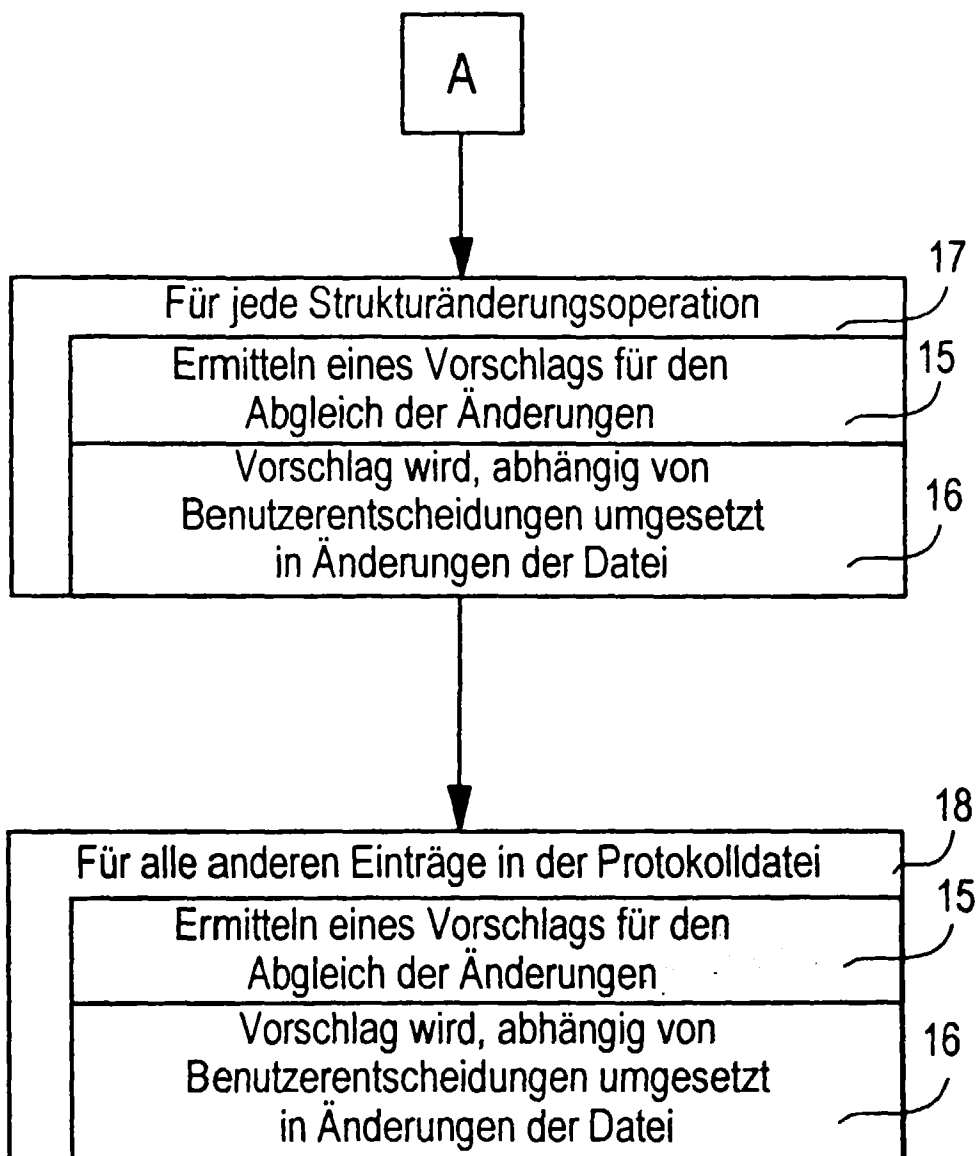 A
17
Für jede Strukturänderungsoperation
Ermitteln eines Vorschlags für den
Abgleich der Änderungen
15
Vorschlag wird, abhängig von
Benutzerentscheidungen umgesetzt
in Änderungen der Datei
16
18
Für alle anderen Einträge in der Protokolldatei
Ermitteln eines Vorschlags für den
Abgleich der Änderungen
15
Vorschlag wird, abhängig von
Benutzerentscheidungen umgesetzt
in Änderungen der Datei
16